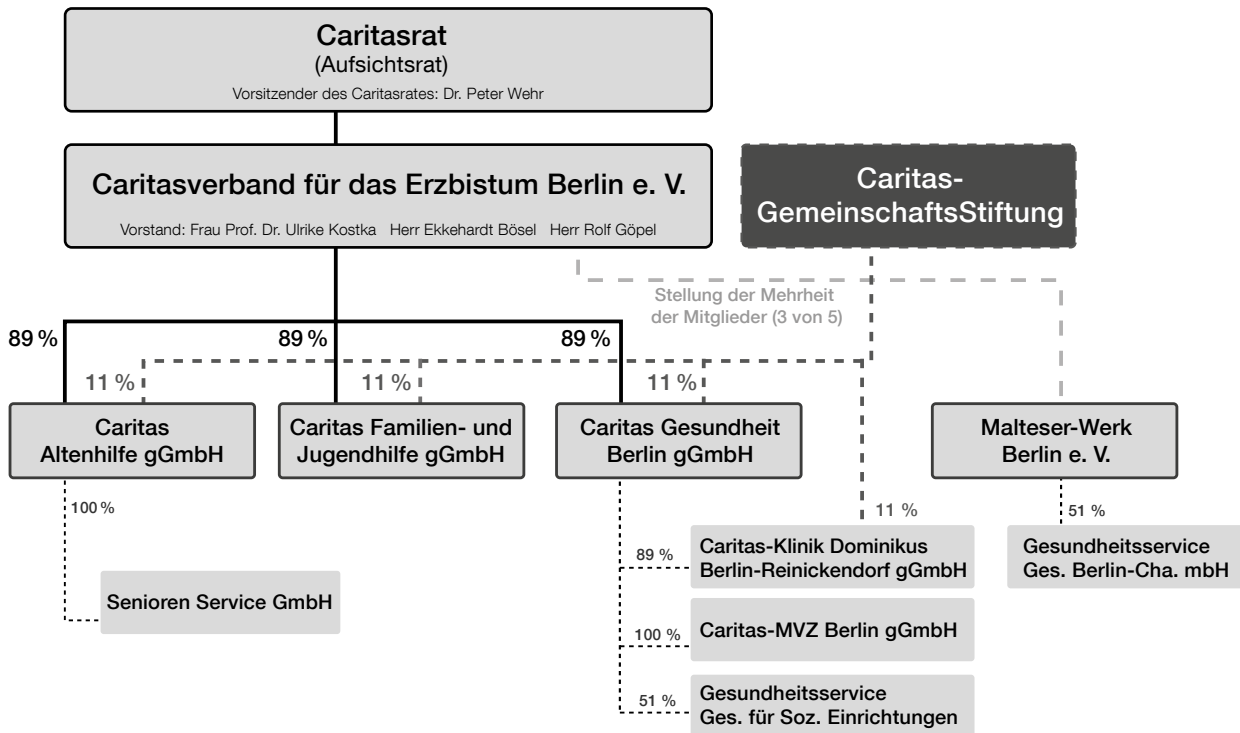 Caritasrat
(Aufsichtsrat)
Vorsitzender des Caritasrates: Dr. Peter Wehr
Caritasverband für das Erzbistum Berlin e. V.
Vorstand: Frau Prof. Dr. Ulrike Kostka Herr Ekkehardt Bösel Herr Rolf Göpel
Caritas-
GemeinschaftsStiftung
Stellung der Mehrheit
der Mitglieder (3 von 5)
89 %
89 %
89 %
11 %
11 %
11 %
Caritas
Altenhilfe gGmbH
Caritas Familien- und
Jugendhilfe gGmbH
Caritas Gesundheit
Berlin gGmbH
Malteser-Werk
Berlin e. V.
100 %
11 %
51 %
Senioren Service GmbH
89 %
Caritas-Klinik Dominikus
Berlin-Reinickendorf gGmbH
Gesundheitsservice
Ges. Berlin-Cha. mbH
100 %
Caritas-MVZ Berlin gGmbH
51 %
Gesundheitsservice
Ges. für Soz. Einrichtungen